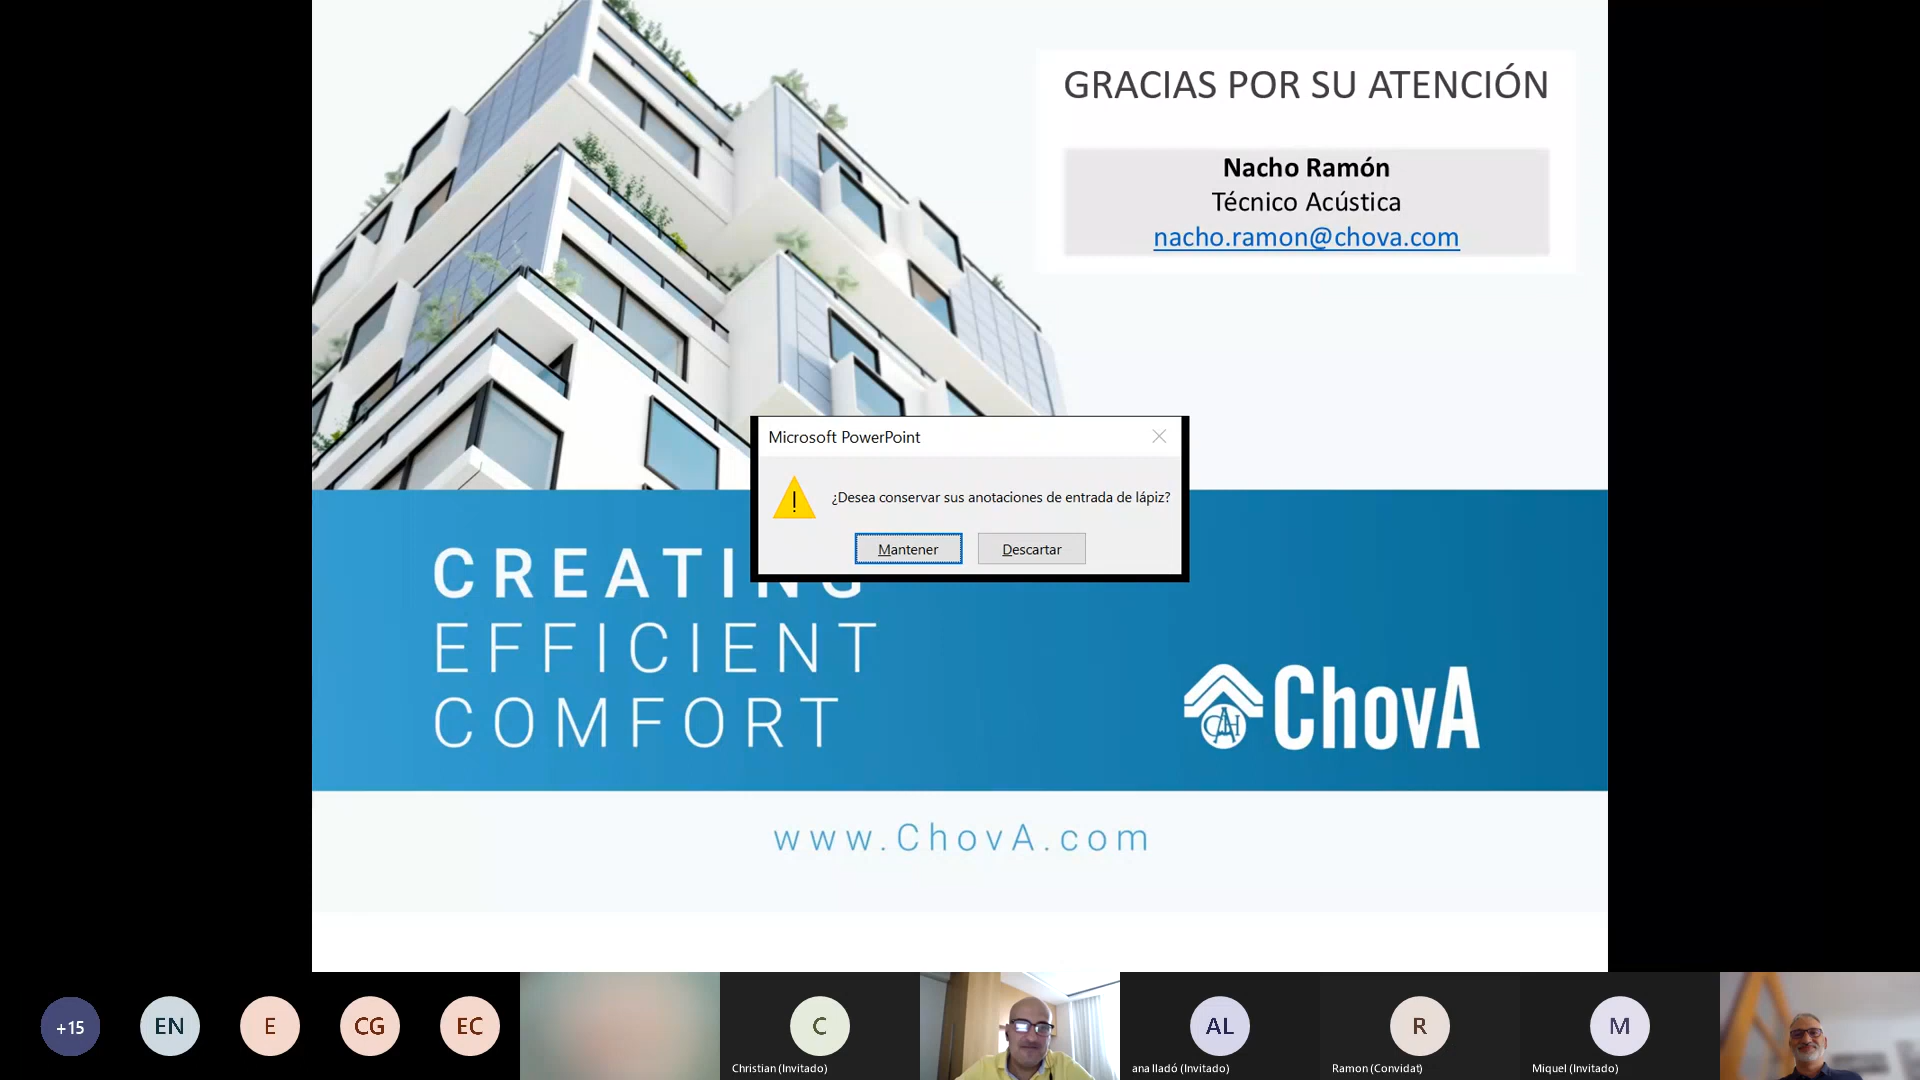 GRACIAS POR SU ATENCIÓN
Nacho Ramón
Técnico Acústica
nacho.ramon@chova.com
Microsoft PowerPoint
¿Desea conservar sus anotaciones de entrada de lápiz?
Mantener
Descartar
CREATING
EFFICIENT
COMFORT
ChovA
www.ChovA.com
+15
EN
E
CG
EC
C
Christian (Invitado)
AL
ana lladó (Invitado)
R
Ramon (Convidat)
M
Miquel (Invitado)